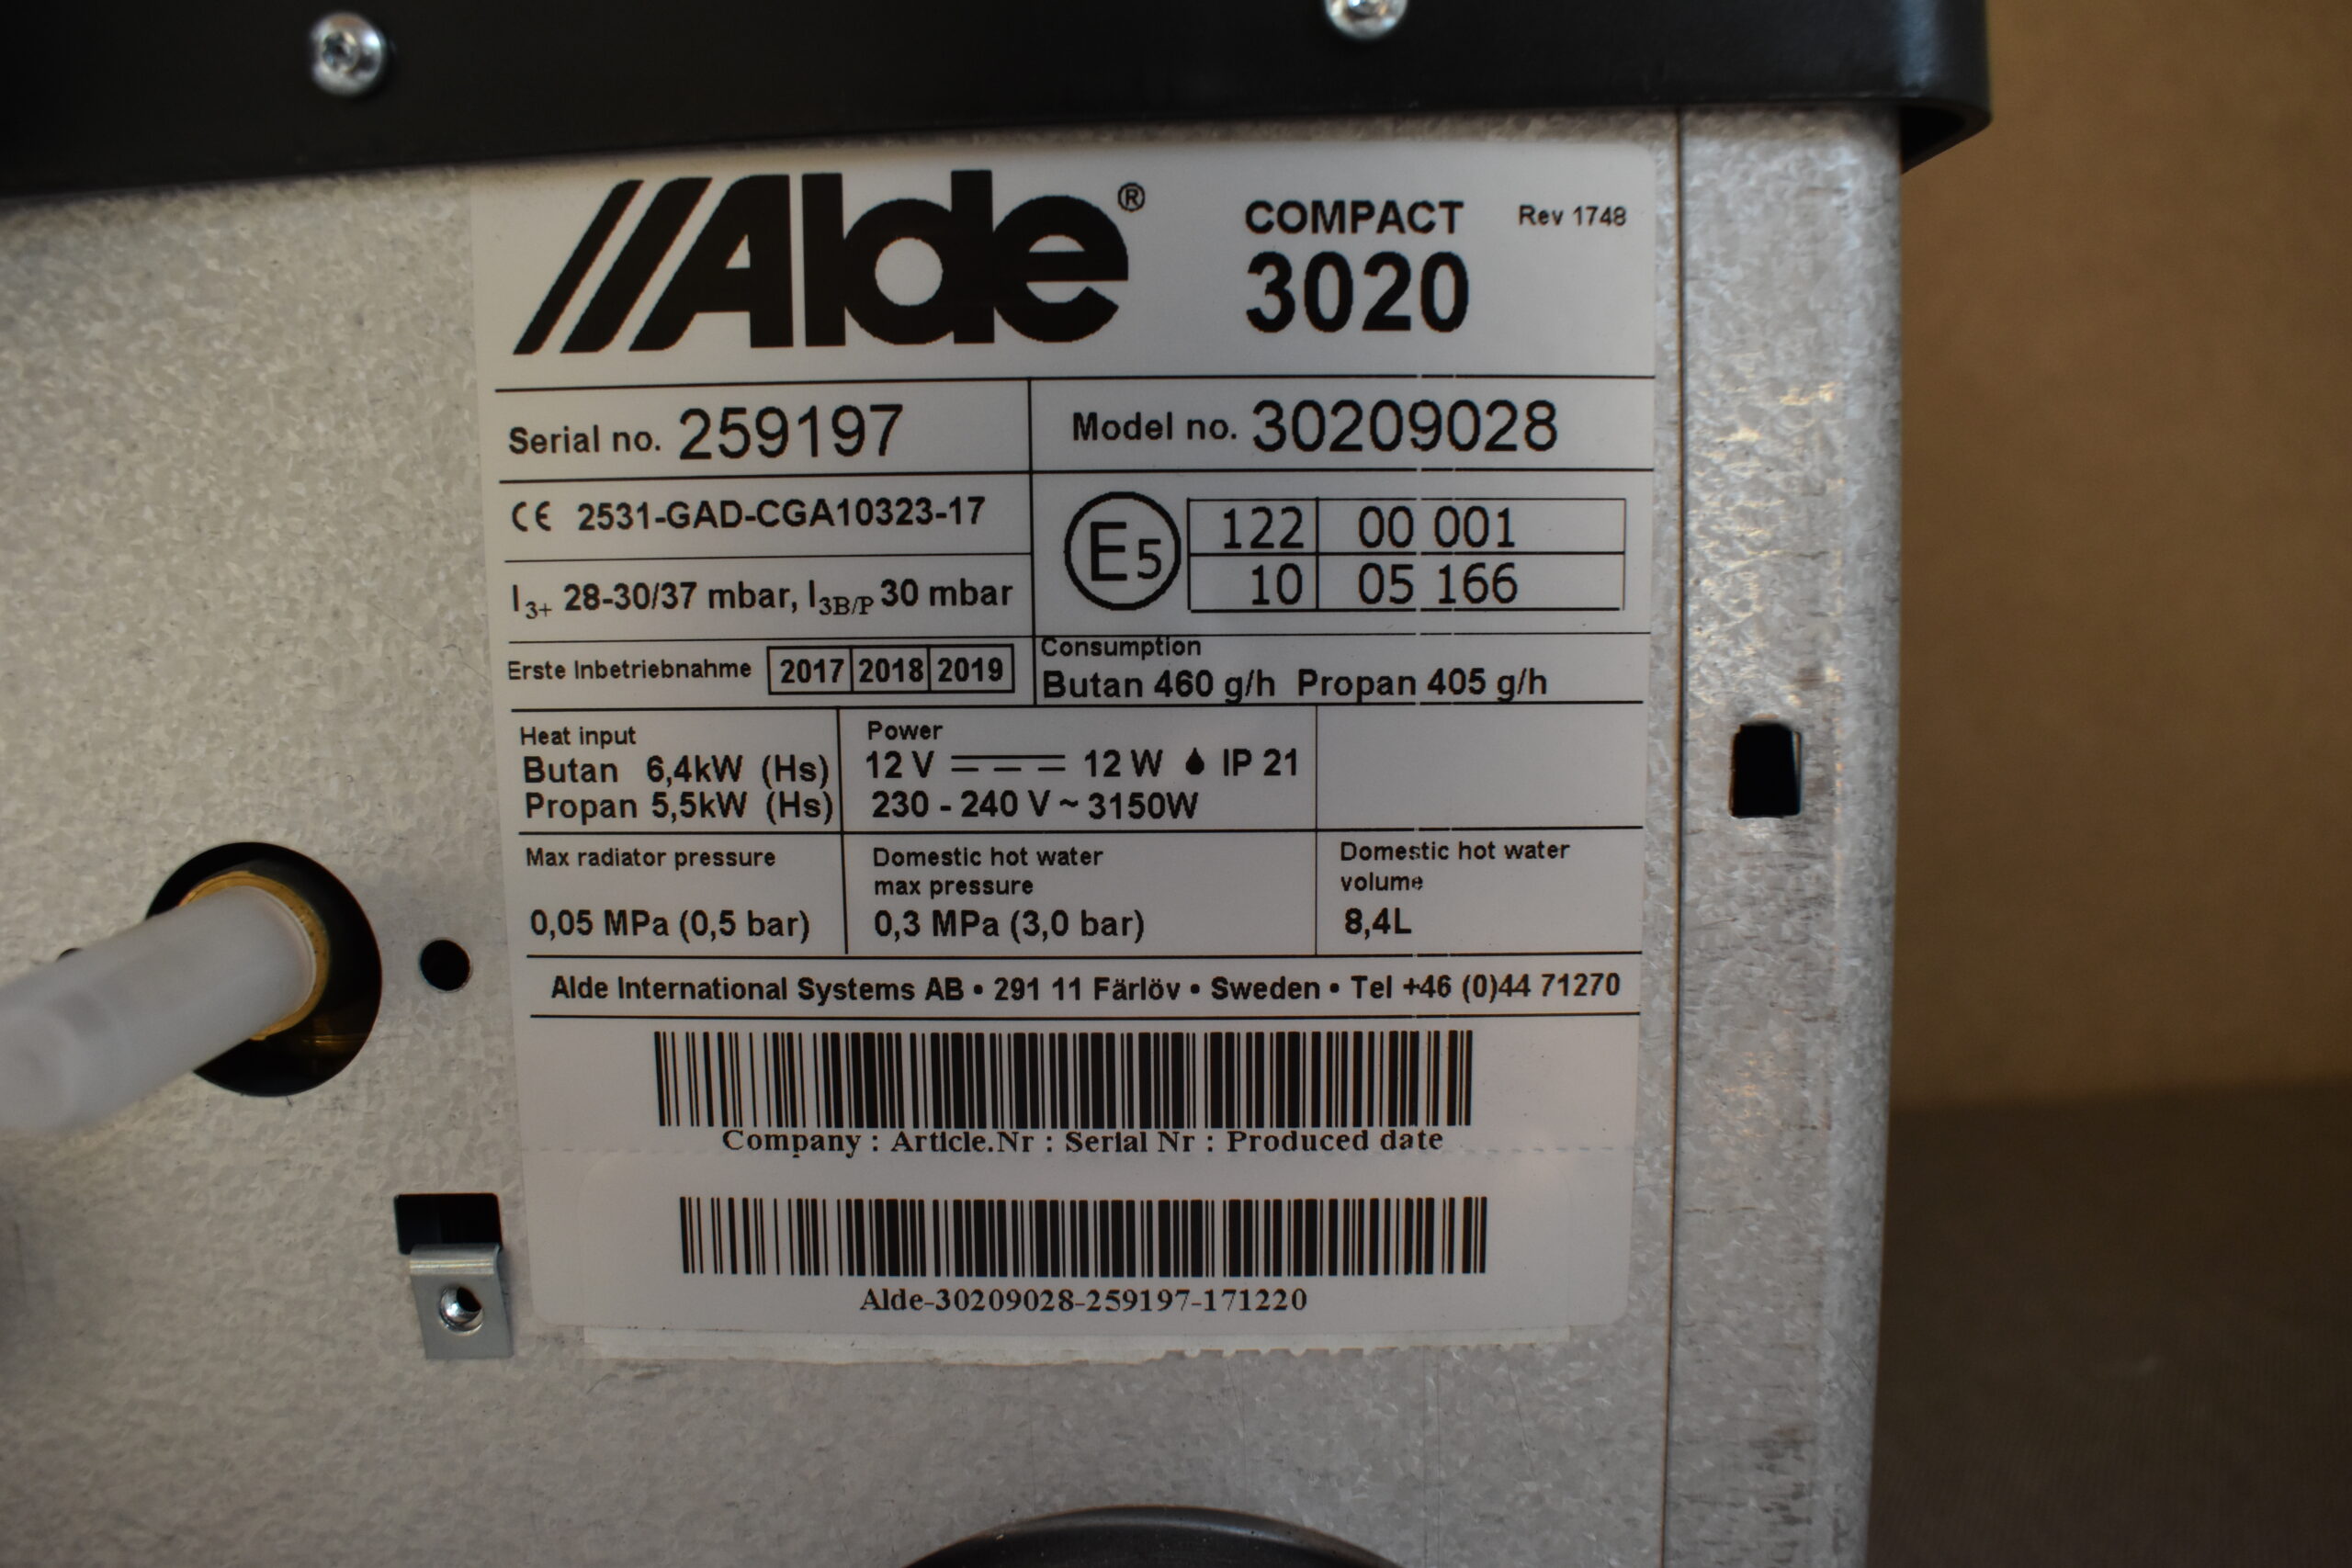 //Alde®
COMPACT
3020
Rev 1748
Serial no. 259197
Model no. 30209028
CE 2531-GAD-CGA10323-17
E5
122 00 001
10 05 166
I3+ 28-30/37 mbar, I3B/P 30 mbar
Erste Inbetriebnahme 2017 2018 2019
Consumption
Butan 460 g/h Propan 405 g/h
Heat input
Butan 6,4kW (Hs)
Propan 5,5kW (Hs)
Power
12 V 12 W IP 21
230 - 240 V ~ 3150W
Max radiator pressure
0,05 MPa (0,5 bar)
Domestic hot water
max pressure
0,3 MPa (3,0 bar)
Domestic hot water
volume
8,4L
Alde International Systems AB • 291 11 Färlöv • Sweden • Tel +46 (0)44 71270
Company : Article.Nr : Serial Nr : Produced date
Alde-30209028-259197-171220